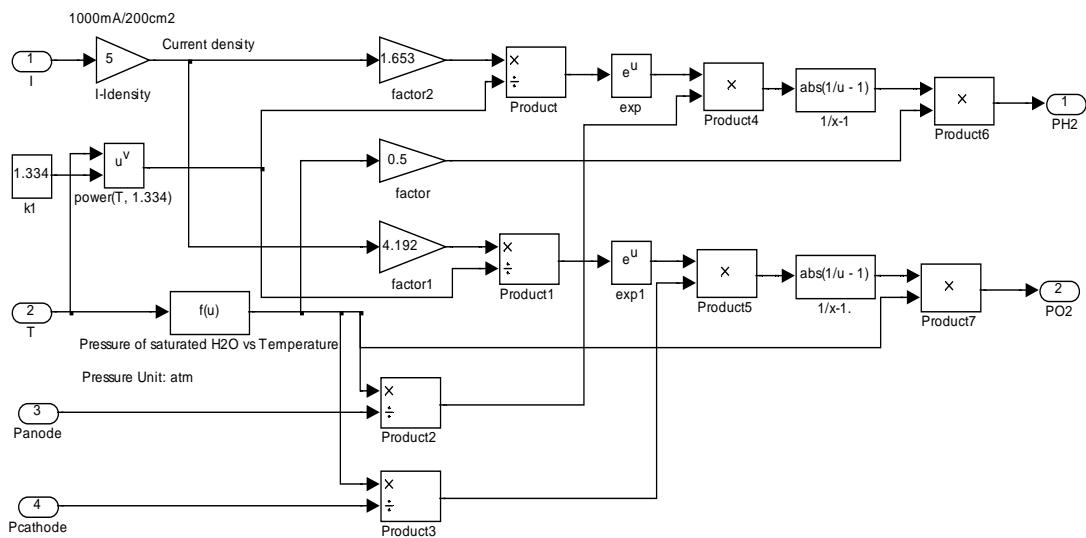 1000mA/200cm2
1
I
5
I-Idensity
Current density
1.653
factor2
×
÷
Product
e^u
exp
×
Product4
abs(1/u - 1)
1/x-1
×
Product6
1
PH2
1.334
k1
u^v
power(T, 1.334)
0.5
factor
4.192
factor1
×
÷
Product1
e^u
exp1
×
Product5
abs(1/u - 1)
1/x-1.
×
Product7
2
PO2
2
T
f(u)
Pressure of saturated H2O vs Temperature
Pressure Unit: atm
3
Panode
×
÷
Product2
4
Pcathode
×
÷
Product3